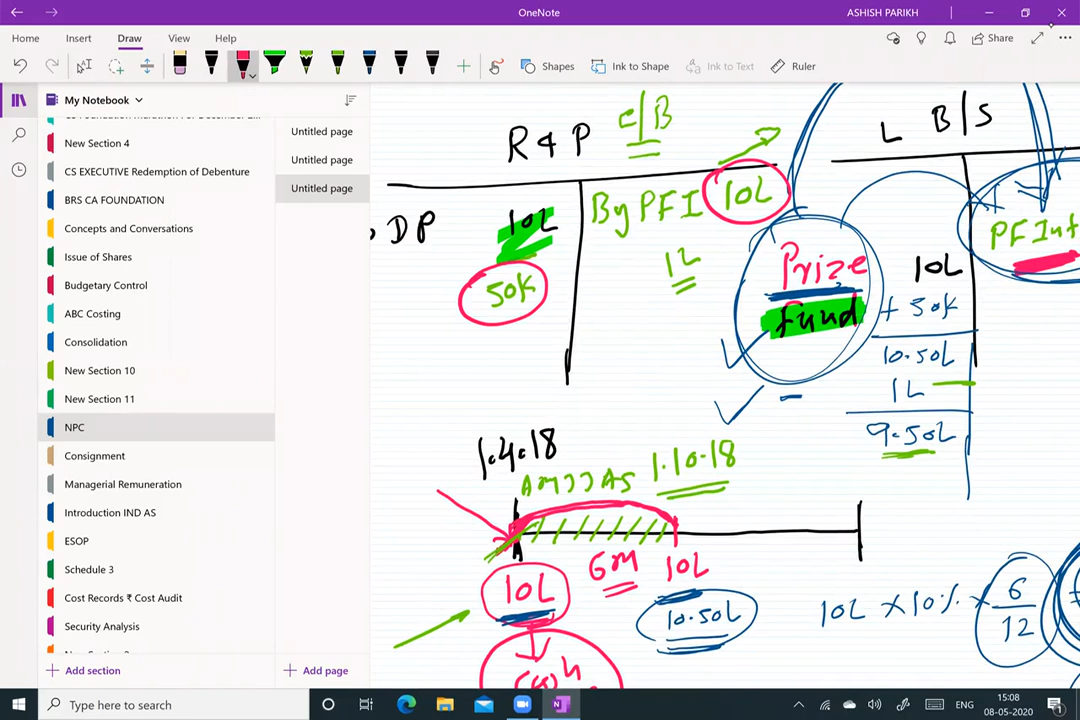 OneNote
ASHISH PARIKH
Home Insert Draw View Help
Share
Shapes
Ink to Shape
Ink to Text
Ruler
My Notebook
New Section 4
CS EXECUTIVE Redemption of Debenture
BRS CA FOUNDATION
Concepts and Conversations
Issue of Shares
Budgetary Control
ABC Costing
Consolidation
New Section 10
New Section 11
NPC
Consignment
Managerial Remuneration
Introduction IND AS
ESOP
Schedule 3
Cost Records ₹ Cost Audit
Security Analysis
Add section
Untitled page
Untitled page
Untitled page
Add page
R & P C/B
L B/S
DP 10L By PFI 10L
50K 1L
Prize 10L PF Int
fund + 50K
10.50L
1L
9.50L
1.4.18
AMJJAS 1.10.18
10L 6M 10L
10.50L
10L × 10% × 6/12
Cash
Type here to search
ENG
15:08
08-05-2020
1